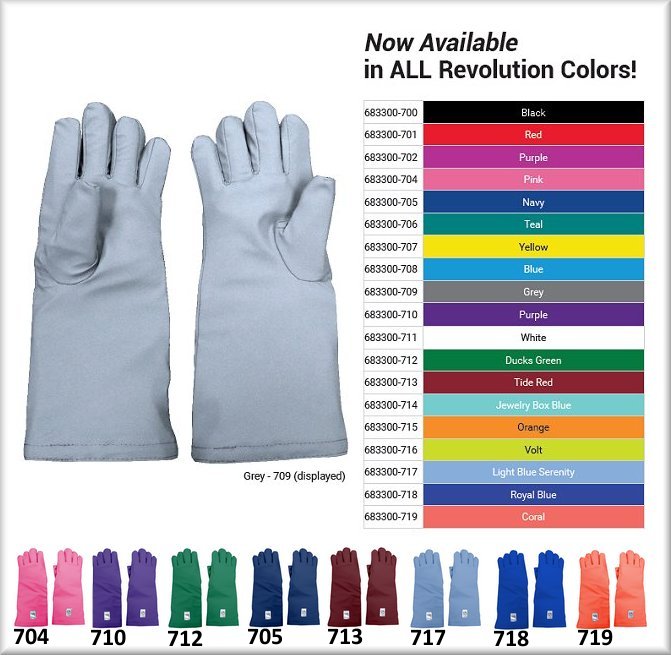 Now Available
in ALL Revolution Colors!
683300-700 Black
683300-701 Red
683300-702 Purple
683300-704 Pink
683300-705 Navy
683300-706 Teal
683300-707 Yellow
683300-708 Blue
683300-709 Grey
683300-710 Purple
683300-711 White
683300-712 Ducks Green
683300-713 Tide Red
683300-714 Jewelry Box Blue
683300-715 Orange
683300-716 Volt
683300-717 Light Blue Serenity
683300-718 Royal Blue
683300-719 Coral
Grey - 709 (displayed)
704 710 712 705 713 717 718 719